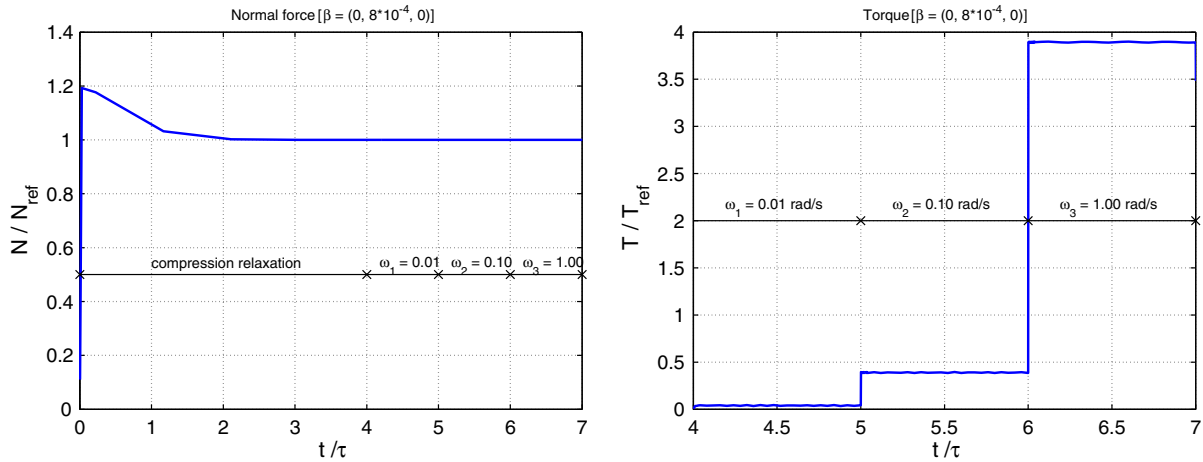 Normal force [β = (0, 8*10^-4, 0)]
N / N_ref
1.4
1.2
1
0.8
0.6
0.4
0.2
0
compression relaxation
ω_1 = 0.01
ω_2 = 0.10
ω_3 = 1.00
0 1 2 3 4 5 6 7
t /τ
Torque [β = (0, 8*10^-4, 0)]
T / T_ref
4
3.5
3
2.5
2
1.5
1
0.5
0
ω_1 = 0.01 rad/s
ω_2 = 0.10 rad/s
ω_3 = 1.00 rad/s
4 4.5 5 5.5 6 6.5 7
t /τ